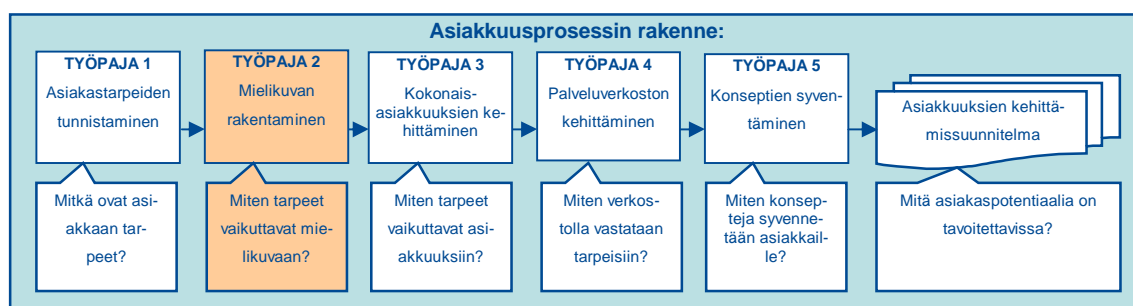 Asiakkuusprosessin rakenne:
TYÖPAJA 1
Asiakastarpeiden
tunnistaminen
TYÖPAJA 2
Mielikuvan
rakentaminen
TYÖPAJA 3
Kokonais-
asiakkuuksien ke-
hittäminen
TYÖPAJA 4
Palveluverkoston
kehittäminen
TYÖPAJA 5
Konseptien syven-
täminen
Asiakkuuksien kehittä-
missuunnitelma
Mitkä ovat asi-
akkaan tar-
peet?
Miten tarpeet
vaikuttavat mie-
likuvaan?
Miten tarpeet
vaikuttavat asi-
akkuuksiin?
Miten verkos-
tolla vastataan
tarpeisiin?
Miten konsep-
teja syvenne-
tään asiakkail-
le?
Mitä asiakaspotentiaalia on
tavoitettavissa?